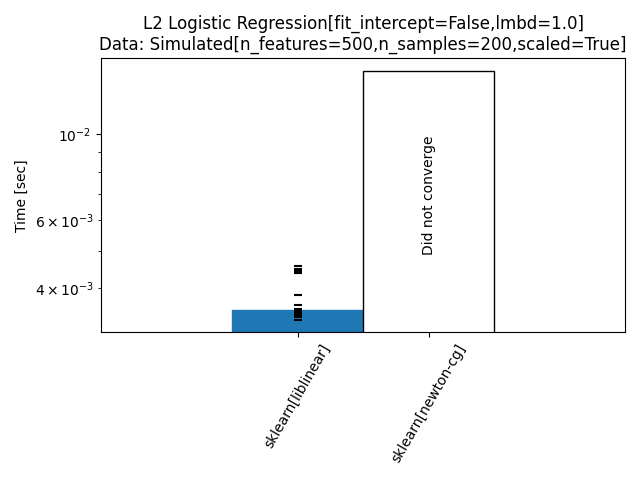 L2 Logistic Regression[fit_intercept=False,lmbd=1.0]
Data: Simulated[n_features=500,n_samples=200,scaled=True]
Time [sec]
10⁻²
6 × 10⁻³
4 × 10⁻³
Did not converge
sklearn[liblinear]
sklearn[newton-cg]